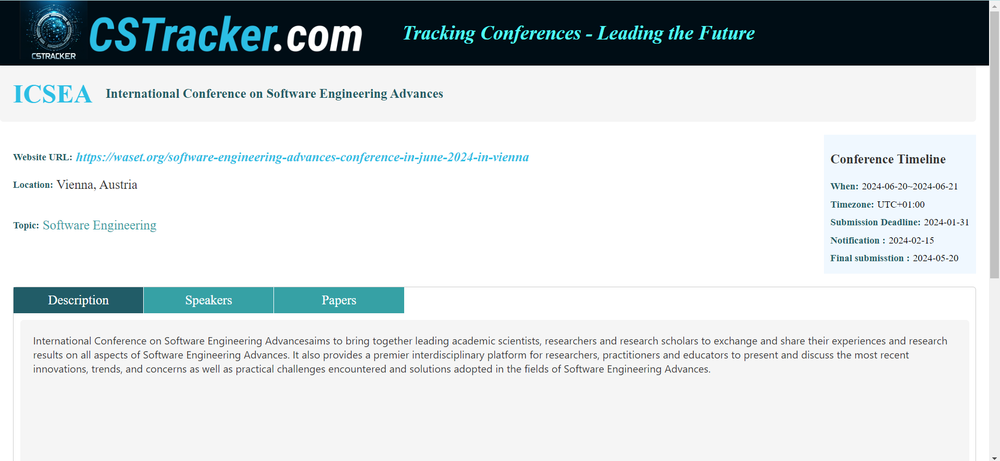 CSTRACKER
CSTracker.com
Tracking Conferences - Leading the Future
ICSEA International Conference on Software Engineering Advances
Website URL: https://waset.org/software-engineering-advances-conference-in-june-2024-in-vienna
Location: Vienna, Austria
Topic: Software Engineering
Conference Timeline
When: 2024-06-20~2024-06-21
Timezone: UTC+01:00
Submission Deadline: 2024-01-31
Notification : 2024-02-15
Final submisstion : 2024-05-20
Description Speakers Papers
International Conference on Software Engineering Advancesaims to bring together leading academic scientists, researchers and research scholars to exchange and share their experiences and research
results on all aspects of Software Engineering Advances. It also provides a premier interdisciplinary platform for researchers, practitioners and educators to present and discuss the most recent
innovations, trends, and concerns as well as practical challenges encountered and solutions adopted in the fields of Software Engineering Advances.